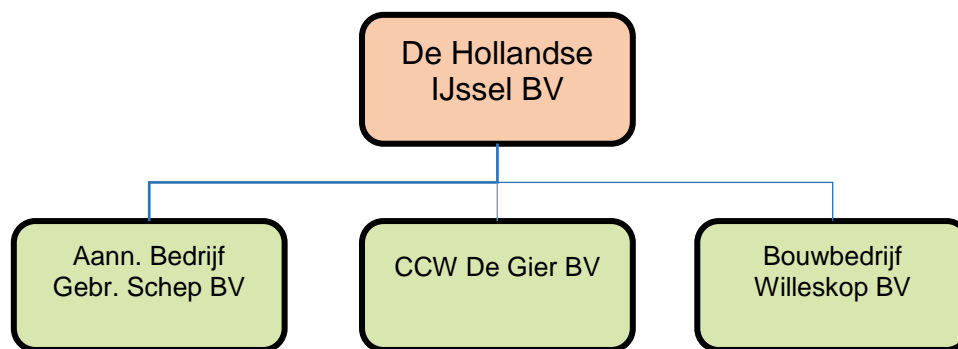 De Hollandse
IJssel BV
Aann. Bedrijf
Gebr. Schep BV
CCW De Gier BV
Bouwbedrijf
Willeskop BV